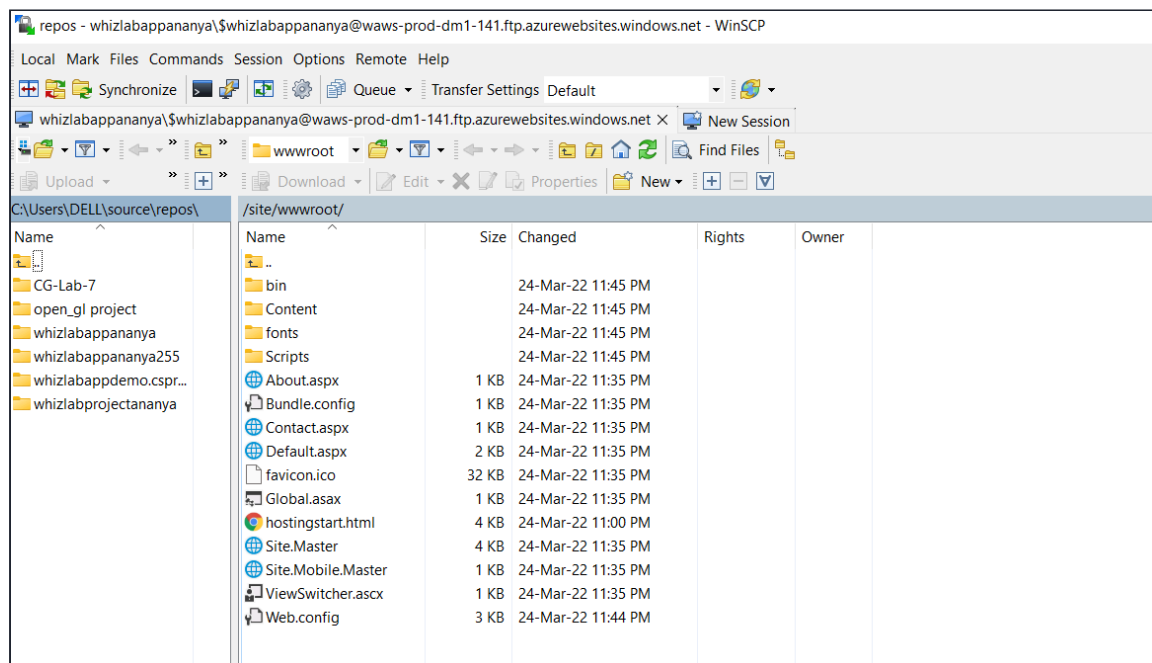 repos - whizlabappananya\$whizlabappananya@waws-prod-dm1-141.ftp.azurewebsites.windows.net - WinSCP
Local Mark Files Commands Session Options Remote Help
Synchronize Queue Transfer Settings Default
whizlabappananya\$whizlabappananya@waws-prod-dm1-141.ftp.azurewebsites.windows.net × New Session
» » wwwroot » Find Files
Upload » » Download Edit Properties New
C:\Users\DELL\source\repos\ /site/wwwroot/
Name Name Size Changed Rights Owner
.. ..
CG-Lab-7 bin 24-Mar-22 11:45 PM
open_gl project Content 24-Mar-22 11:45 PM
whizlabappananya fonts 24-Mar-22 11:45 PM
whizlabappananya255 Scripts 24-Mar-22 11:45 PM
whizlabappdemo.cspr... About.aspx 1 KB 24-Mar-22 11:35 PM
whizlabprojectananya Bundle.config 1 KB 24-Mar-22 11:35 PM
Contact.aspx 1 KB 24-Mar-22 11:35 PM
Default.aspx 2 KB 24-Mar-22 11:35 PM
favicon.ico 32 KB 24-Mar-22 11:35 PM
Global.asax 1 KB 24-Mar-22 11:35 PM
hostingstart.html 4 KB 24-Mar-22 11:00 PM
Site.Master 4 KB 24-Mar-22 11:35 PM
Site.Mobile.Master 1 KB 24-Mar-22 11:35 PM
ViewSwitcher.ascx 1 KB 24-Mar-22 11:35 PM
Web.config 3 KB 24-Mar-22 11:44 PM